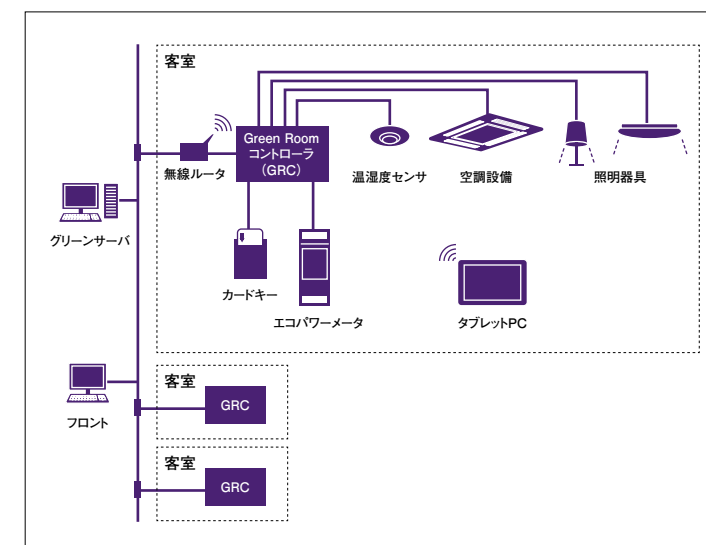 客室
Green Room
コントローラ
(GRC)
無線ルータ
温湿度センサ
空調設備
照明器具
グリーンサーバ
カードキー
エコパワーメータ
タブレットPC
フロント
客室
GRC
客室
GRC